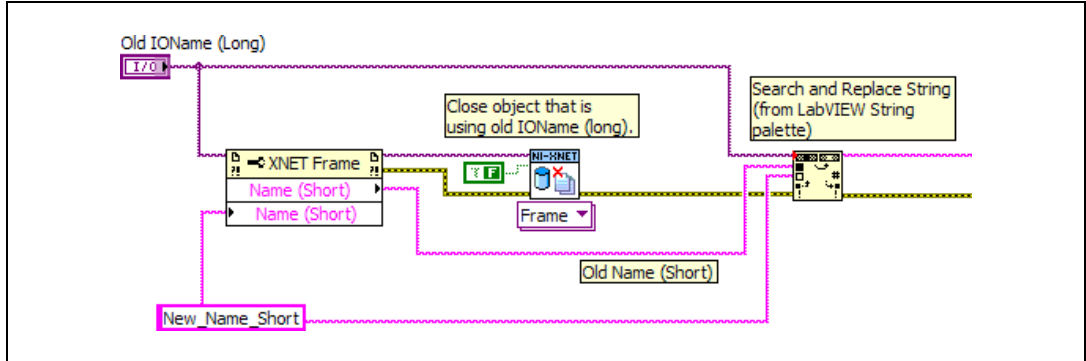 Old IOName (Long)
I/O
Search and Replace String
(from LabVIEW String
palette)
Close object that is
using old IOName (long).
XNET Frame
NI-XNET
? F
Name (Short)
Name (Short)
Frame
Old Name (Short)
New_Name_Short